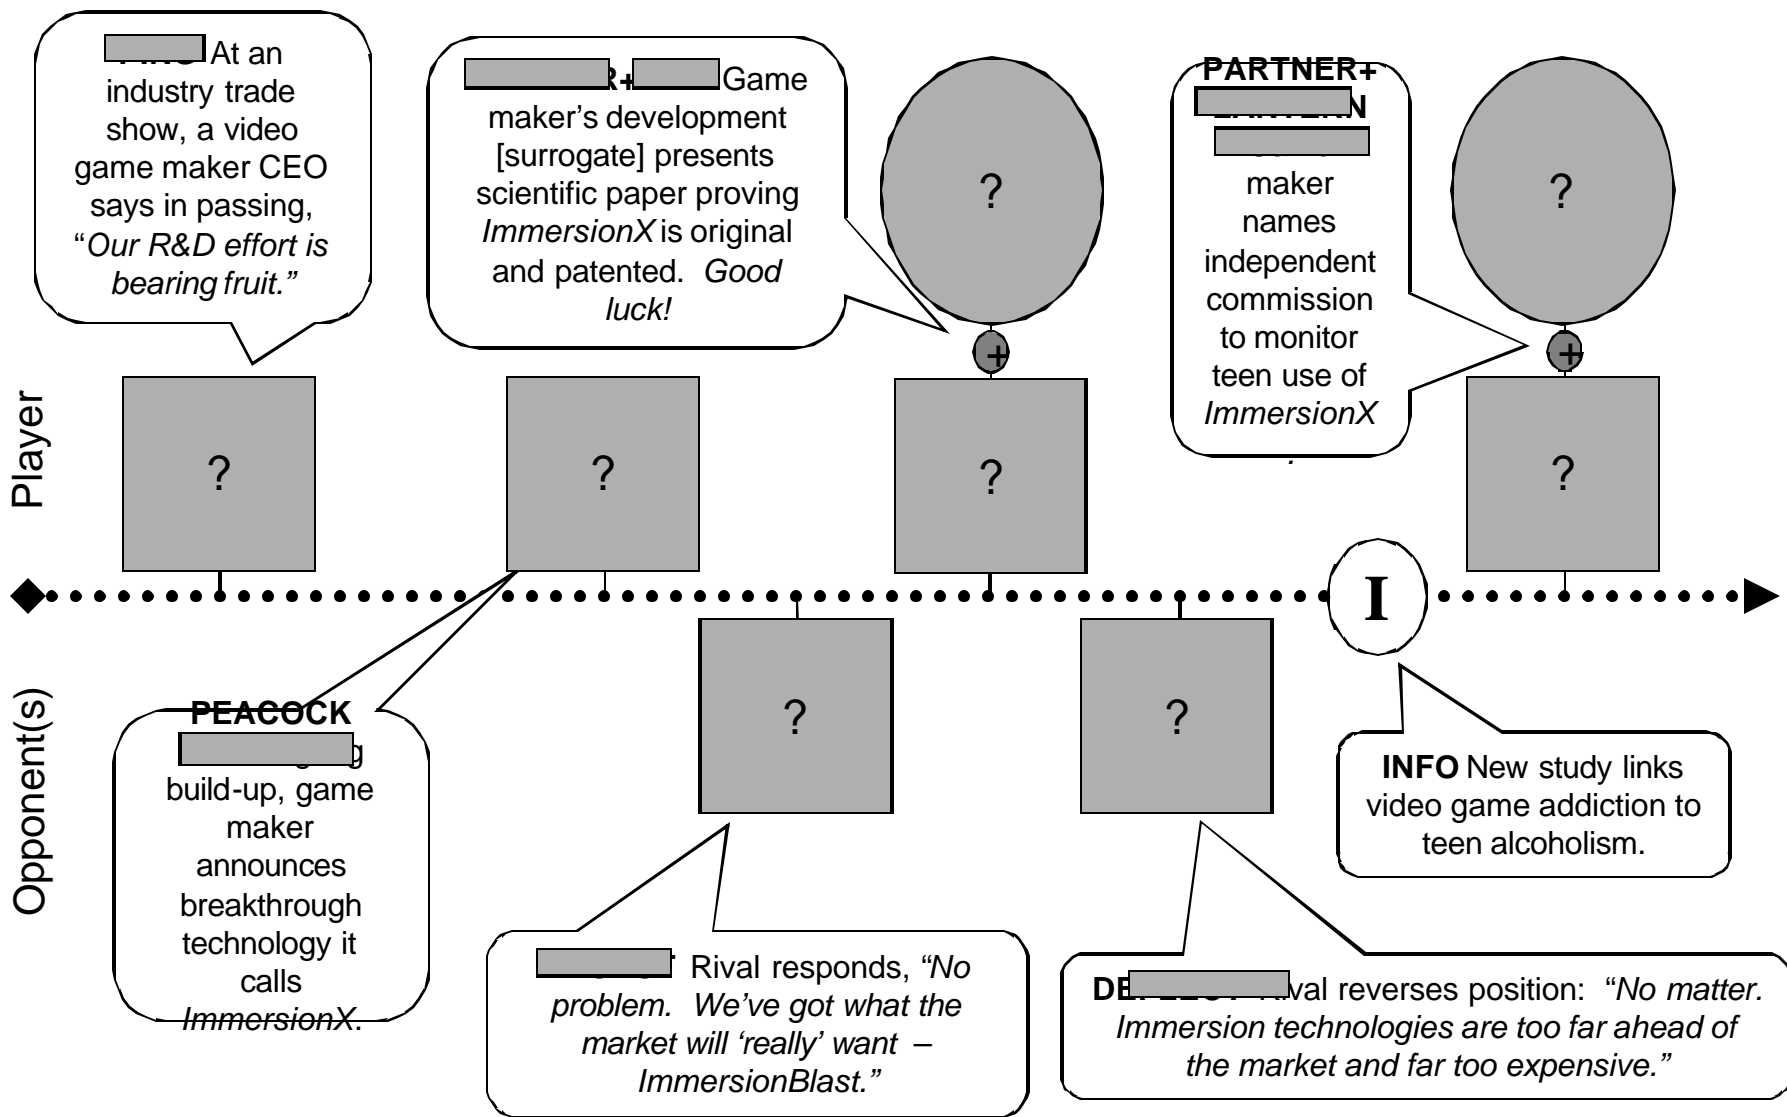 At an
industry trade
show, a video
game maker CEO
says in passing,
“Our R&D effort is
bearing fruit.”
R+ Game
maker’s development
[surrogate] presents
scientific paper proving
ImmersionX is original
and patented. Good
luck!
PARTNER+
maker
names
independent
commission
to monitor
teen use of
ImmersionX
.
?
?
+
+
?
?
?
?
Player
I
Opponent(s)
?
?
PEACOCK
build-up, game
maker
announces
breakthrough
technology it
calls
ImmersionX.
Rival responds, “No
problem. We’ve got what the
market will ‘really’ want –
ImmersionBlast.”
INFO New study links
video game addiction to
teen alcoholism.
Rival reverses position: “No matter.
Immersion technologies are too far ahead of
the market and far too expensive.”